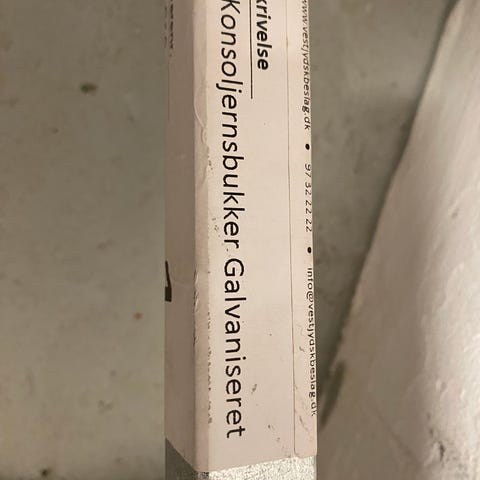 www.vestjydskbeslag.dk • 97 32 22 22 • info@vestjydskbeslag.dk
krivelse
Konsoljernsbukker Galvaniseret